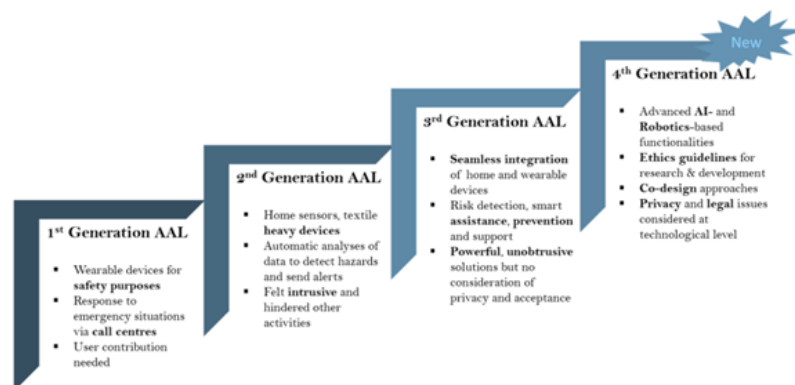 1st Generation AAL
▪ Wearable devices for
safety purposes
▪ Response to
emergency situations
via call centres
▪ User contribution
needed
2nd Generation AAL
▪ Home sensors, textile
heavy devices
▪ Automatic analyses of
data to detect hazards
and send alerts
▪ Felt intrusive and
hindered other
activities
3rd Generation AAL
▪ Seamless integration
of home and wearable
devices
▪ Risk detection, smart
assistance, prevention
and support
▪ Powerful, unobtrusive
solutions but no
consideration of
privacy and acceptance
New
4th Generation AAL
▪ Advanced AI- and
Robotics-based
functionalities
▪ Ethics guidelines for
research & development
▪ Co-design approaches
▪ Privacy and legal issues
considered at
technological level